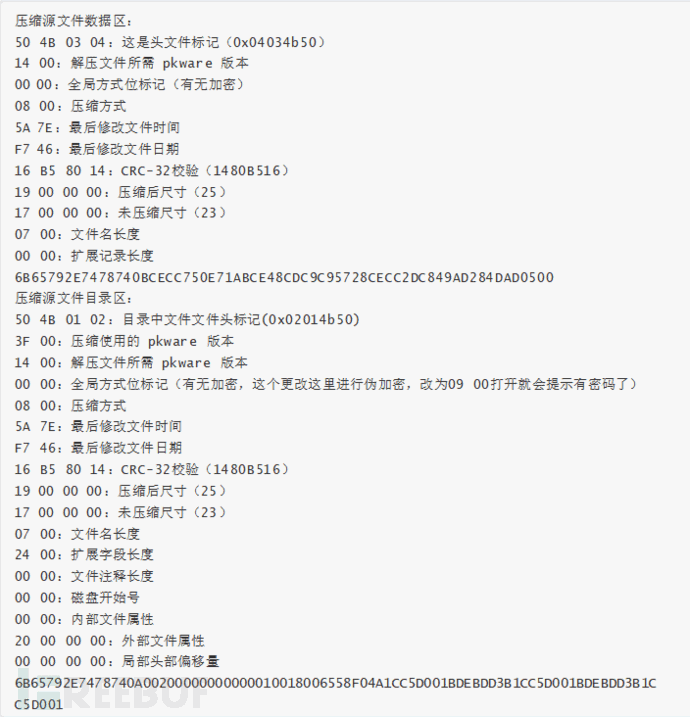 压缩源文件数据区：
50 4B 03 04：这是头文件标记（0x04034b50）
14 00：解压文件所需 pkware 版本
00 00：全局方式位标记（有无加密）
08 00：压缩方式
5A 7E：最后修改文件时间
F7 46：最后修改文件日期
16 B5 80 14：CRC-32校验（1480B516）
19 00 00 00：压缩后尺寸（25）
17 00 00 00：未压缩尺寸（23）
07 00：文件名长度
00 00：扩展记录长度
6B65792E7478740BCECC750E71ABCE48CDC9C95728CECC2DC849AD284DAD0500
压缩源文件目录区：
50 4B 01 02：目录中文件文件头标记(0x02014b50)
3F 00：压缩使用的 pkware 版本
14 00：解压文件所需 pkware 版本
00 00：全局方式位标记（有无加密，这个更改这里进行伪加密，改为09 00打开就会提示有密码了）
08 00：压缩方式
5A 7E：最后修改文件时间
F7 46：最后修改文件日期
16 B5 80 14：CRC-32校验（1480B516）
19 00 00 00：压缩后尺寸（25）
17 00 00 00：未压缩尺寸（23）
07 00：文件名长度
24 00：扩展字段长度
00 00：文件注释长度
00 00：磁盘开始号
00 00：内部文件属性
20 00 00 00：外部文件属性
00 00 00 00：局部头部偏移量
6B65792E7478740A00200000000000010018006558F04A1CC5D001BDEBDD3B1CC5D001BDEBDD3B1C
C5D001
FREEBUF